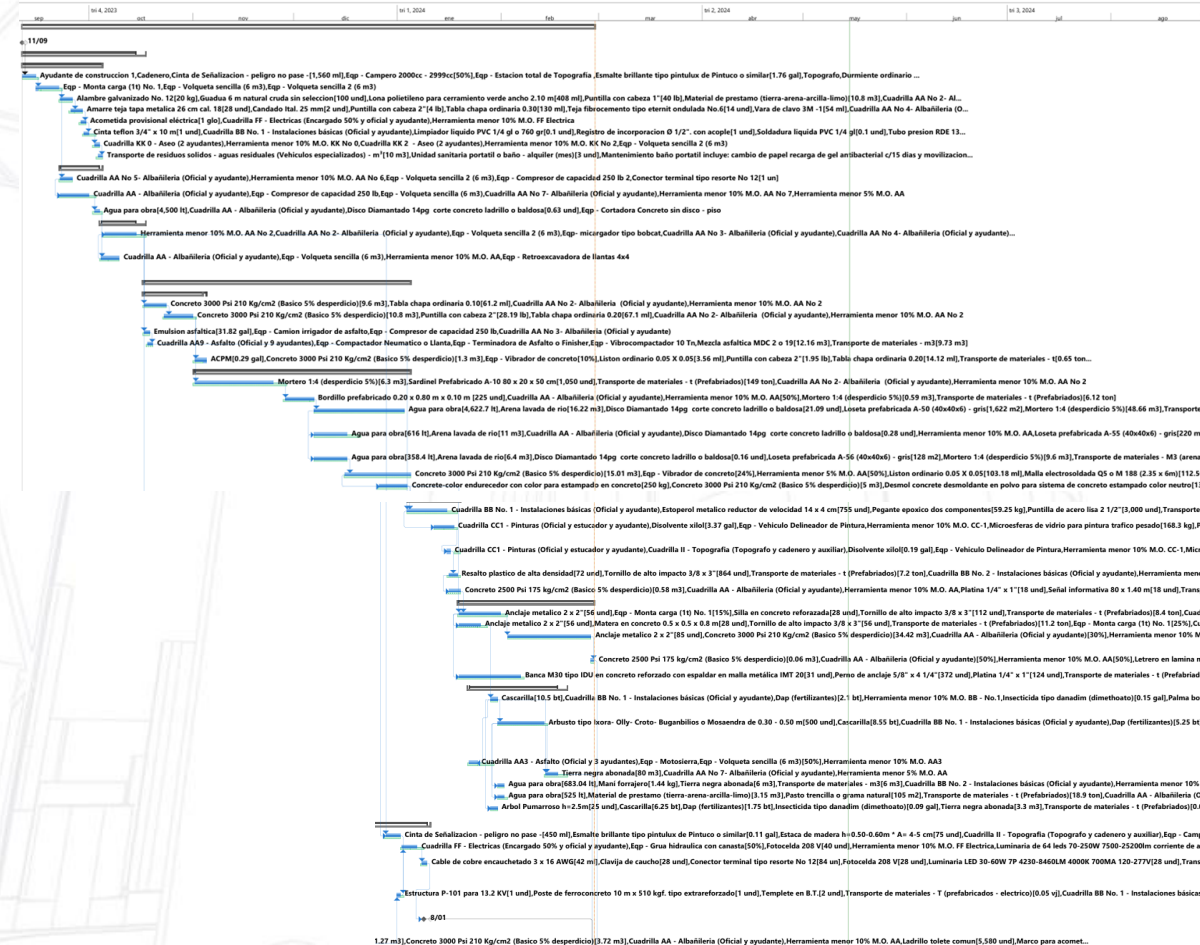 tri 4, 2023 tri 1, 2024 tri 2, 2024 tri 3, 2024
sep oct nov dic ene feb mar abr may jun jul ago
11/09
Ayudante de construccion 1,Cadenero,Cinta de Señalizacion - peligro no pase -[1,560 ml],Eqp - Campero 2000cc - 2999cc[50%],Eqp - Estacion total de Topografia ,Esmalte brillante tipo pintulux de Pintuco o similar[1.76 gal],Topografo,Durmiente ordinario ...
Eqp - Monta carga (1t) No. 1,Eqp - Volqueta sencilla (6 m3),Eqp - Volqueta sencilla 2 (6 m3)
Alambre galvanizado No. 12[20 kg],Guadua 6 m natural cruda sin seleccion[100 und],Lona polietileno para cerramiento verde ancho 2.10 m[408 ml],Puntilla con cabeza 1"[40 lb],Material de prestamo (tierra-arena-arcilla-limo)[10.8 m3],Cuadrilla AA No 2- Al...
Amarre teja tapa metalica 26 cm cal. 18[28 und],Candado Ital. 25 mm[2 und],Puntilla con cabeza 2"[4 lb],Tabla chapa ordinaria 0.30[130 ml],Teja fibrocemento tipo eternit ondulada No.6[14 und],Vara de clavo 3M -1[54 ml],Cuadrilla AA No 4- Albañileria (O...
Acometida provisional eléctrica[1 glo],Cuadrilla FF - Electricas (Encargado 50% y oficial y ayudante),Herramienta menor 10% M.O. FF Electrica
Cinta teflon 3/4" x 10 m[1 und],Cuadrilla BB No. 1 - Instalaciones básicas (Oficial y ayudante),Limpiador liquido PVC 1/4 gl o 760 gr[0.1 und],Registro de incorporacion Ø 1/2". con acople[1 und],Soldadura liquida PVC 1/4 gl[0.1 und],Tubo presion RDE 13...
Cuadrilla KK 0 - Aseo (2 ayudantes),Herramienta menor 10% M.O. KK No 0,Cuadrilla KK 2 - Aseo (2 ayudantes),Herramienta menor 10% M.O. KK No 2,Eqp - Volqueta sencilla 2 (6 m3)
Transporte de residuos solidos - aguas residuales (Vehiculos especializados) - m³[10 m3],Unidad sanitaria portatil o baño - alquiler (mes)[3 und],Mantenimiento baño portatil incluye: cambio de papel recarga de gel antibacterial c/15 dias y movilizacion...
Cuadrilla AA No 5- Albañileria (Oficial y ayudante),Herramienta menor 10% M.O. AA No 6,Eqp - Volqueta sencilla 2 (6 m3),Eqp - Compresor de capacidad 250 lb 2,Conector terminal tipo resorte No 12[1 un]
Cuadrilla AA - Albañileria (Oficial y ayudante),Eqp - Compresor de capacidad 250 lb,Eqp - Volqueta sencilla (6 m3),Cuadrilla AA No 7- Albañileria (Oficial y ayudante),Herramienta menor 10% M.O. AA No 7,Herramienta menor 5% M.O. AA
Agua para obra[4,500 lt],Cuadrilla AA - Albañileria (Oficial y ayudante),Disco Diamantado 14pg corte concreto ladrillo o baldosa[0.63 und],Eqp - Cortadora Concreto sin disco - piso
Herramienta menor 10% M.O. AA No 2,Cuadrilla AA No 2- Albañileria (Oficial y ayudante),Eqp - Volqueta sencilla 2 (6 m3),Eqp- micargador tipo bobcat,Cuadrilla AA No 3- Albañileria (Oficial y ayudante),Cuadrilla AA No 4- Albañileria (Oficial y ayudante)...
Cuadrilla AA - Albañileria (Oficial y ayudante),Eqp - Volqueta sencilla (6 m3),Herramienta menor 10% M.O. AA,Eqp - Retroexcavadora de llantas 4x4
Concreto 3000 Psi 210 Kg/cm2 (Basico 5% desperdicio)[9.6 m3],Tabla chapa ordinaria 0.10[61.2 ml],Cuadrilla AA No 2- Albañileria (Oficial y ayudante),Herramienta menor 10% M.O. AA No 2
Concreto 3000 Psi 210 Kg/cm2 (Basico 5% desperdicio)[10.8 m3],Puntilla con cabeza 2"[28.19 lb],Tabla chapa ordinaria 0.20[67.1 ml],Cuadrilla AA No 2- Albañileria (Oficial y ayudante),Herramienta menor 10% M.O. AA No 2
Emulsion asfaltica[31.82 gal],Eqp - Camion irrigador de asfalto,Eqp - Compresor de capacidad 250 lb,Cuadrilla AA No 3- Albañileria (Oficial y ayudante)
Cuadrilla AA9 - Asfalto (Oficial y 9 ayudantes),Eqp - Compactador Neumatico o Llanta,Eqp - Terminadora de Asfalto o Finisher,Eqp - Vibrocompactador 10 Tn,Mezcla asfaltica MDC 2 o 19[12.16 m3],Transporte de materiales - m3[9.73 m3]
ACPM[0.29 gal],Concreto 3000 Psi 210 Kg/cm2 (Basico 5% desperdicio)[1.3 m3],Eqp - Vibrador de concreto[10%],Liston ordinario 0.05 X 0.05[3.56 ml],Puntilla con cabeza 2"[1.95 lb],Tabla chapa ordinaria 0.20[14.12 ml],Transporte de materiales - t[0.65 ton...
Mortero 1:4 (desperdicio 5%)[6.3 m3],Sardinel Prefabricado A-10 80 x 20 x 50 cm[1,050 und],Transporte de materiales - t (Prefabricados)[149 ton],Cuadrilla AA No 2- Albañileria (Oficial y ayudante),Herramienta menor 10% M.O. AA No 2
Bordillo prefabricado 0.20 x 0.80 m x 0.10 m [225 und],Cuadrilla AA - Albañileria (Oficial y ayudante),Herramienta menor 10% M.O. AA[50%],Mortero 1:4 (desperdicio 5%)[0.59 m3],Transporte de materiales - t (Prefabricados)[6.12 ton]
Agua para obra[4,622.7 lt],Arena lavada de rio[16.22 m3],Disco Diamantado 14pg corte concreto ladrillo o baldosa[21.09 und],Loseta prefabricada A-50 (40x40x6) - gris[1,622 m2],Mortero 1:4 (desperdicio 5%)[48.66 m3],Transporte
Agua para obra[616 lt],Arena lavada de rio[11 m3],Cuadrilla AA - Albañileria (Oficial y ayudante),Disco Diamantado 14pg corte concreto ladrillo o baldosa[0.28 und],Herramienta menor 10% M.O. AA,Loseta prefabricada A-55 (40x40x6) - gris[220 m
Agua para obra[358.4 lt],Arena lavada de rio[6.4 m3],Disco Diamantado 14pg corte concreto ladrillo o baldosa[0.16 und],Loseta prefabricada A-56 (40x40x6) - gris[128 m2],Mortero 1:4 (desperdicio 5%)[9.6 m3],Transporte de materiales - M3 (arena
Concreto 3000 Psi 210 Kg/cm2 (Basico 5% desperdicio)[15.01 m3],Eqp - Vibrador de concreto[24%],Herramienta menor 5% M.O. AA[50%],Liston ordinario 0.05 X 0.05[103.18 ml],Malla electrosoldada Q5 o M 188 (2.35 x 6m)[112.5
Concreto-color endurecedor con color para estampado en concreto[250 kg],Concreto 3000 Psi 210 Kg/cm2 (Basico 5% desperdicio)[5 m3],Desmol concreto desmoldante en polvo para sistema de concreto estampado color neutro[1
Cuadrilla BB No. 1 - Instalaciones básicas (Oficial y ayudante),Estoperol metalico reductor de velocidad 14 x 4 cm[755 und],Pegante epoxico dos componentes[59.25 kg],Puntilla de acero lisa 2 1/2"[3,000 und],Transporte
Cuadrilla CC1 - Pinturas (Oficial y estucador y ayudante),Disolvente xilol[3.37 gal],Eqp - Vehiculo Delineador de Pintura,Herramienta menor 10% M.O. CC-1,Microesferas de vidrio para pintura trafico pesado[168.3 kg],P
Cuadrilla CC1 - Pinturas (Oficial y estucador y ayudante),Cuadrilla II - Topografia (Topografo y cadenero y auxiliar),Disolvente xilol[0.19 gal],Eqp - Vehiculo Delineador de Pintura,Herramienta menor 10% M.O. CC-1,Mic
Resalto plastico de alta densidad[72 und],Tornillo de alto impacto 3/8 x 3"[864 und],Transporte de materiales - t (Prefabricados)[7.2 ton],Cuadrilla BB No. 2 - Instalaciones básicas (Oficial y ayudante),Herramienta men
Concreto 2500 Psi 175 kg/cm2 (Basico 5% desperdicio)[0.58 m3],Cuadrilla AA - Albañileria (Oficial y ayudante),Herramienta menor 10% M.O. AA,Platina 1/4" x 1"[18 und],Señal informativa 80 x 1.40 m[18 und],Trans
Anclaje metalico 2 x 2"[56 und],Eqp - Monta carga (1t) No. 1[15%],Silla en concreto reforazada[28 und],Tornillo de alto impacto 3/8 x 3"[112 und],Transporte de materiales - t (Prefabricados)[8.4 ton],Cuad
Anclaje metalico 2 x 2"[56 und],Matera en concreto 0.5 x 0.5 x 0.8 m[28 und],Tornillo de alto impacto 3/8 x 3"[56 und],Transporte de materiales - t (Prefabricados)[11.2 ton],Eqp - Monta carga (1t) No. 1[25%],Cu
Anclaje metalico 2 x 2"[85 und],Concreto 3000 Psi 210 Kg/cm2 (Basico 5% desperdicio)[34.42 m3],Cuadrilla AA - Albañileria (Oficial y ayudante)[30%],Herramienta menor 10% M
Concreto 2500 Psi 175 kg/cm2 (Basico 5% desperdicio)[0.06 m3],Cuadrilla AA - Albañileria (Oficial y ayudante)[50%],Herramienta menor 10% M.O. AA[50%],Letrero en lamina m
Banca M30 tipo IDU en concreto reforzado con espaldar en malla metálica IMT 20[31 und],Perno de anclaje 5/8" x 4 1/4"[372 und],Platina 1/4" x 1"[124 und],Transporte de materiales - t (Prefab
Cascarilla[10.5 bt],Cuadrilla BB No. 1 - Instalaciones básicas (Oficial y ayudante),Dap (fertilizantes)[2.1 bt],Herramienta menor 10% M.O. BB - No.1,Insecticida tipo danadim (dimethoato)[0.15 gal],Palma bo
Arbusto tipo Ixora- Olly- Croto- Buganbilios o Mosaendra de 0.30 - 0.50 m[500 und],Cascarilla[8.55 bt],Cuadrilla BB No. 1 - Instalaciones básicas (Oficial y ayudante),Dap (fertilizantes)[5.25 bt
Cuadrilla AA3 - Albañileria (Oficial y 3 ayudantes),Eqp - Motosierra,Eqp - Volqueta sencilla (6 m3)[50%],Herramienta menor 10% M.O. AA3
Tierra negra abonada[80 m3],Cuadrilla AA No 7- Albañileria (Oficial y ayudante),Herramienta menor 5% M.O. AA
Agua para obra[683.04 lt],Mani forrajero[1.44 kg],Tierra negra abonada[6 m3],Transporte de materiales - m3[6 m3],Cuadrilla BB No. 2 - Instalaciones básicas (Oficial y ayudante),Herramienta menor 10%
Agua para obra[525 lt],Material de prestamo (tierra-arena-arcilla-limo)[3.15 m3],Pasto trencilla o grama natural[105 m2],Transporte de materiales - t (Prefabricados)[18.9 ton],Cuadrilla AA - Albañileria (O
Arbol Pumarroso h=2.5m[25 und],Cascarilla[6.25 bt],Dap (fertilizantes)[1.75 bt],Insecticida tipo danadim (dimethoato)[0.09 gal],Tierra negra abonada[3.3 m3],Transporte de materiales - t (Prefabricados)[0.
Cinta de Señalizacion - peligro no pase -[450 ml],Esmalte brillante tipo pintulux de Pintuco o similar[0.11 gal],Estaca de madera h=0.50-0.60m * A= 4-5 cm[75 und],Cuadrilla II - Topografia (Topografo y cadenero y auxiliar),Eqp - Camp
Cuadrilla FF - Electricas (Encargado 50% y oficial y ayudante),Eqp - Grua hidraulica con canasta[50%],Fotocelda 208 V[40 und],Herramienta menor 10% M.O. FF Electrica,Luminaria de 64 leds 70-250W 7500-25200lm corriente de a
Cable de cobre encauchetado 3 x 16 AWG[42 ml],Clavija de caucho[28 und],Conector terminal tipo resorte No 12[84 un],Fotocelda 208 V[28 und],Luminaria LED 30-60W 7P 4230-8460LM 4000K 700MA 120-277V[28 und],Trans
Estructura P-101 para 13.2 KV[1 und],Poste de ferroconcreto 10 m x 510 kgf. tipo extrareforzado[1 und],Templete en B.T.[2 und],Transporte de materiales - T (prefabricados - electrico)[0.05 vj],Cuadrilla BB No. 1 - Instalaciones básicas
8/01
1.27 m3],Concreto 3000 Psi 210 Kg/cm2 (Basico 5% desperdicio)[3.72 m3],Cuadrilla AA - Albañileria (Oficial y ayudante),Herramienta menor 10% M.O. AA,Ladrillo tolete comun[5,580 und],Marco para acomet...